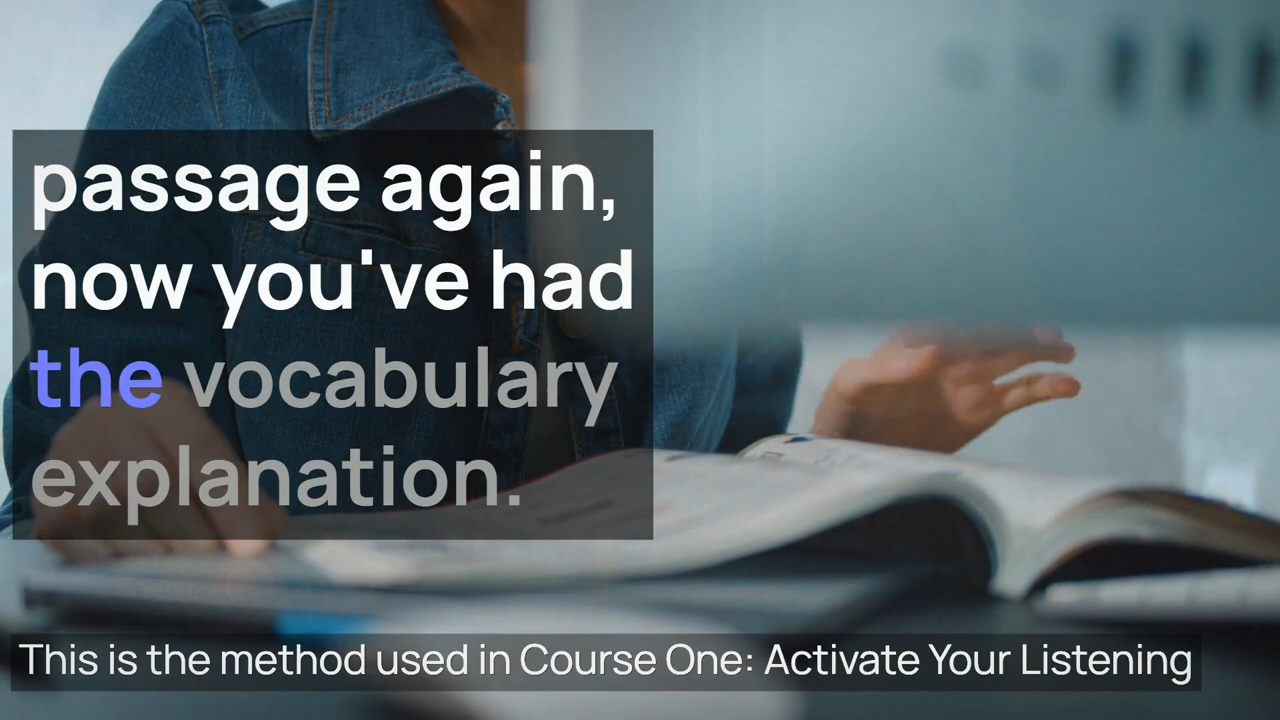 passage again,
now you've had
the vocabulary
explanation.
This is the method used in Course One: Activate Your Listening